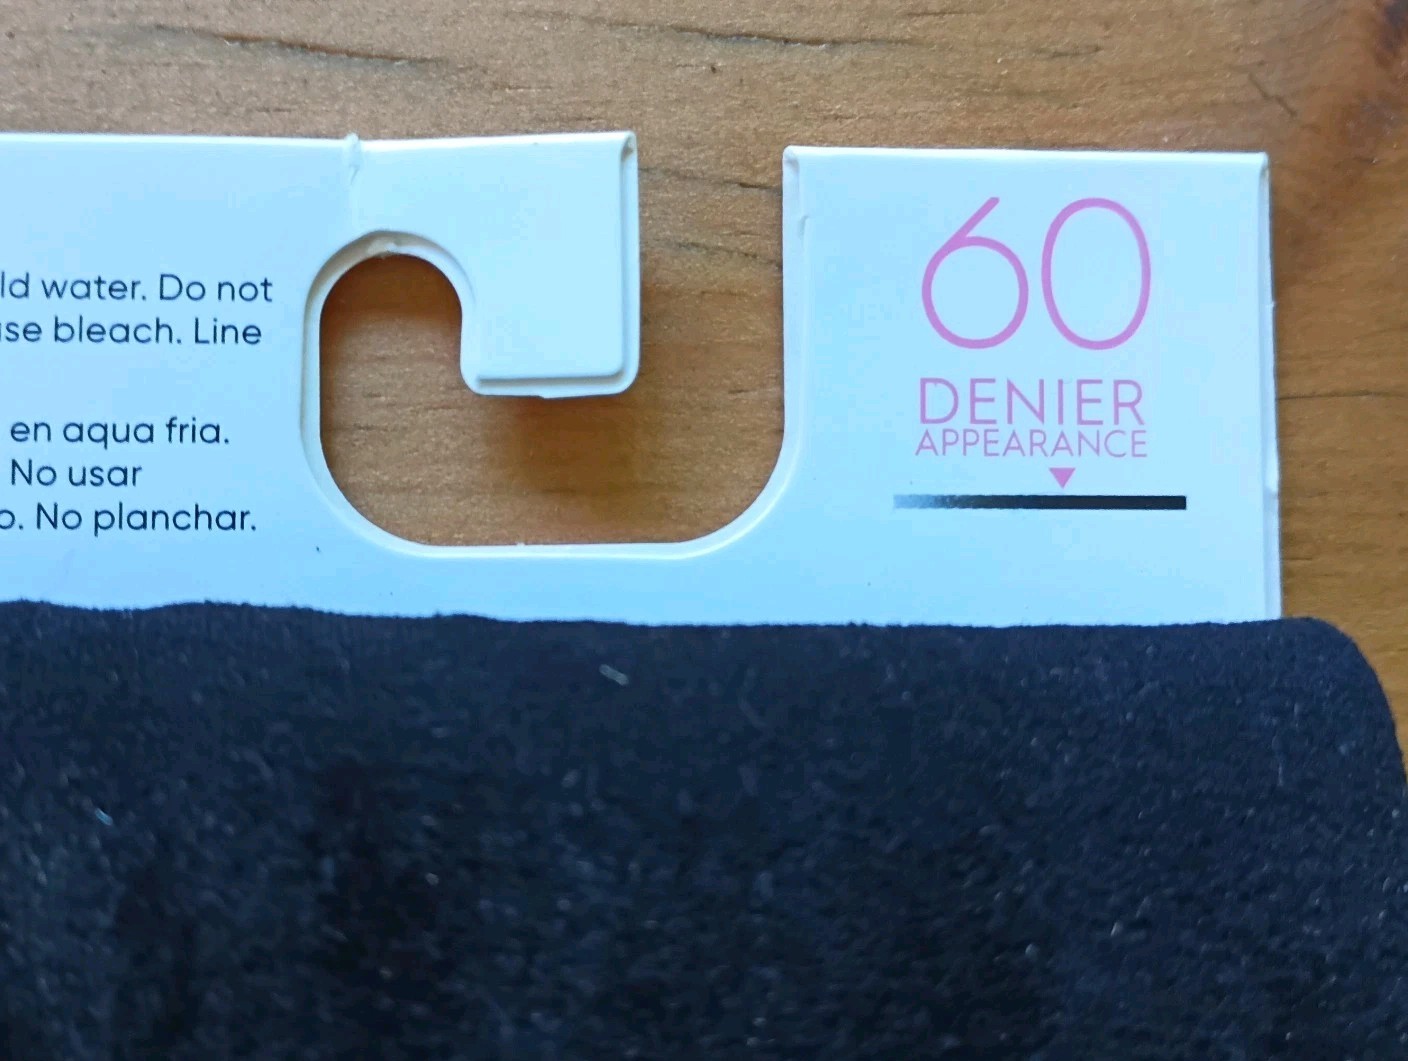 ld water. Do not
se bleach. Line
en aqua fria.
No usar
o. No planchar.
60
DENIER
APPEARANCE